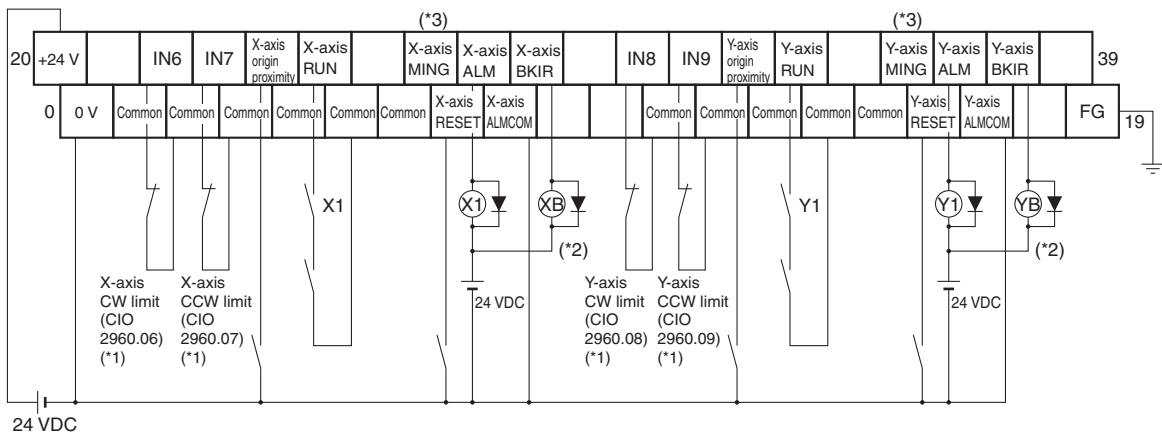 (*3) (*3)
20 +24 V IN6 IN7 X-axis origin proximity X-axis RUN X-axis MING X-axis ALM X-axis BKIR IN8 IN9 Y-axis origin proximity Y-axis RUN Y-axis MING Y-axis ALM Y-axis BKIR 39
0 0 V Common Common Common Common Common Common X-axis RESET X-axis ALMCOM Common Common Common Common Common Y-axis RESET Y-axis ALMCOM FG 19
X1 X1 XB Y1 Y1 YB
(*2) (*2)
X-axis CW limit (CIO 2960.06) (*1)
X-axis CCW limit (CIO 2960.07) (*1)
24 VDC
Y-axis CW limit (CIO 2960.08) (*1)
Y-axis CCW limit (CIO 2960.09) (*1)
24 VDC
24 VDC